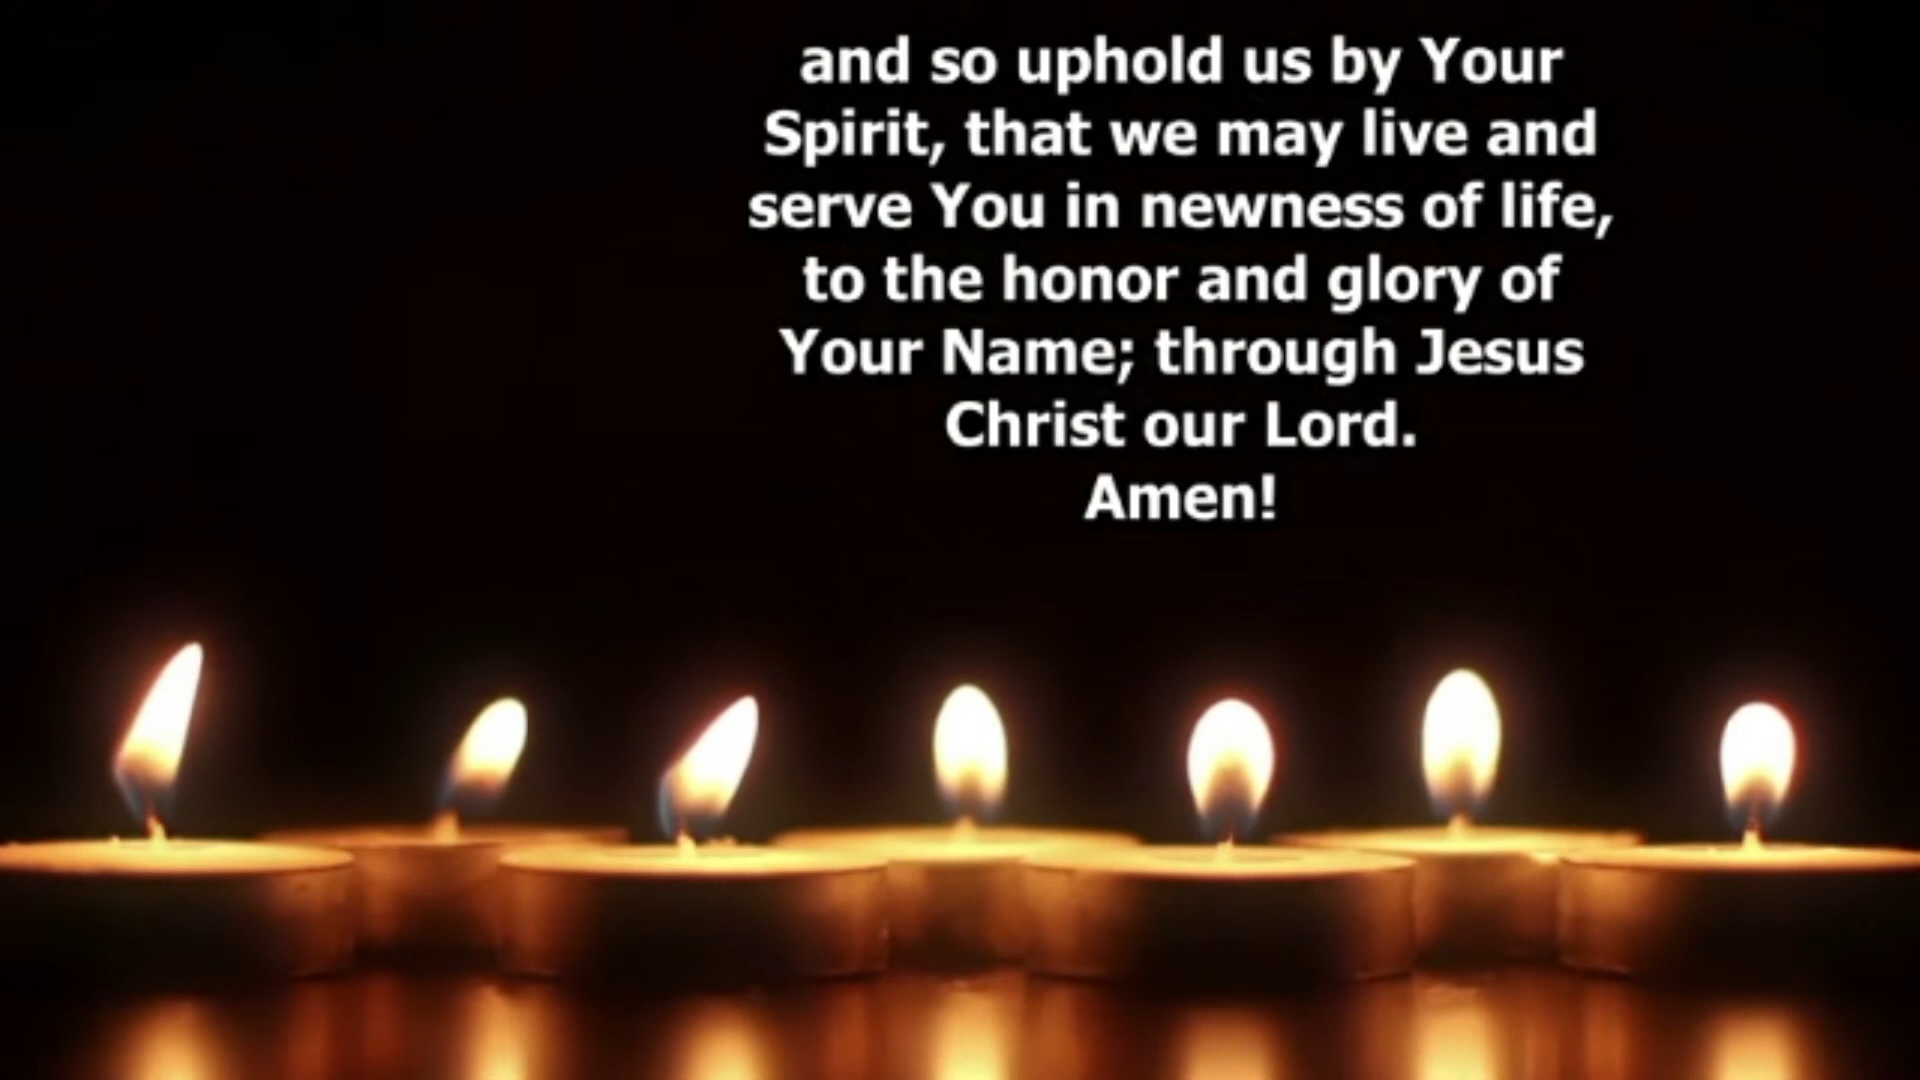 and so uphold us by Your
Spirit, that we may live and
serve You in newness of life,
to the honor and glory of
Your Name; through Jesus
Christ our Lord.
Amen!